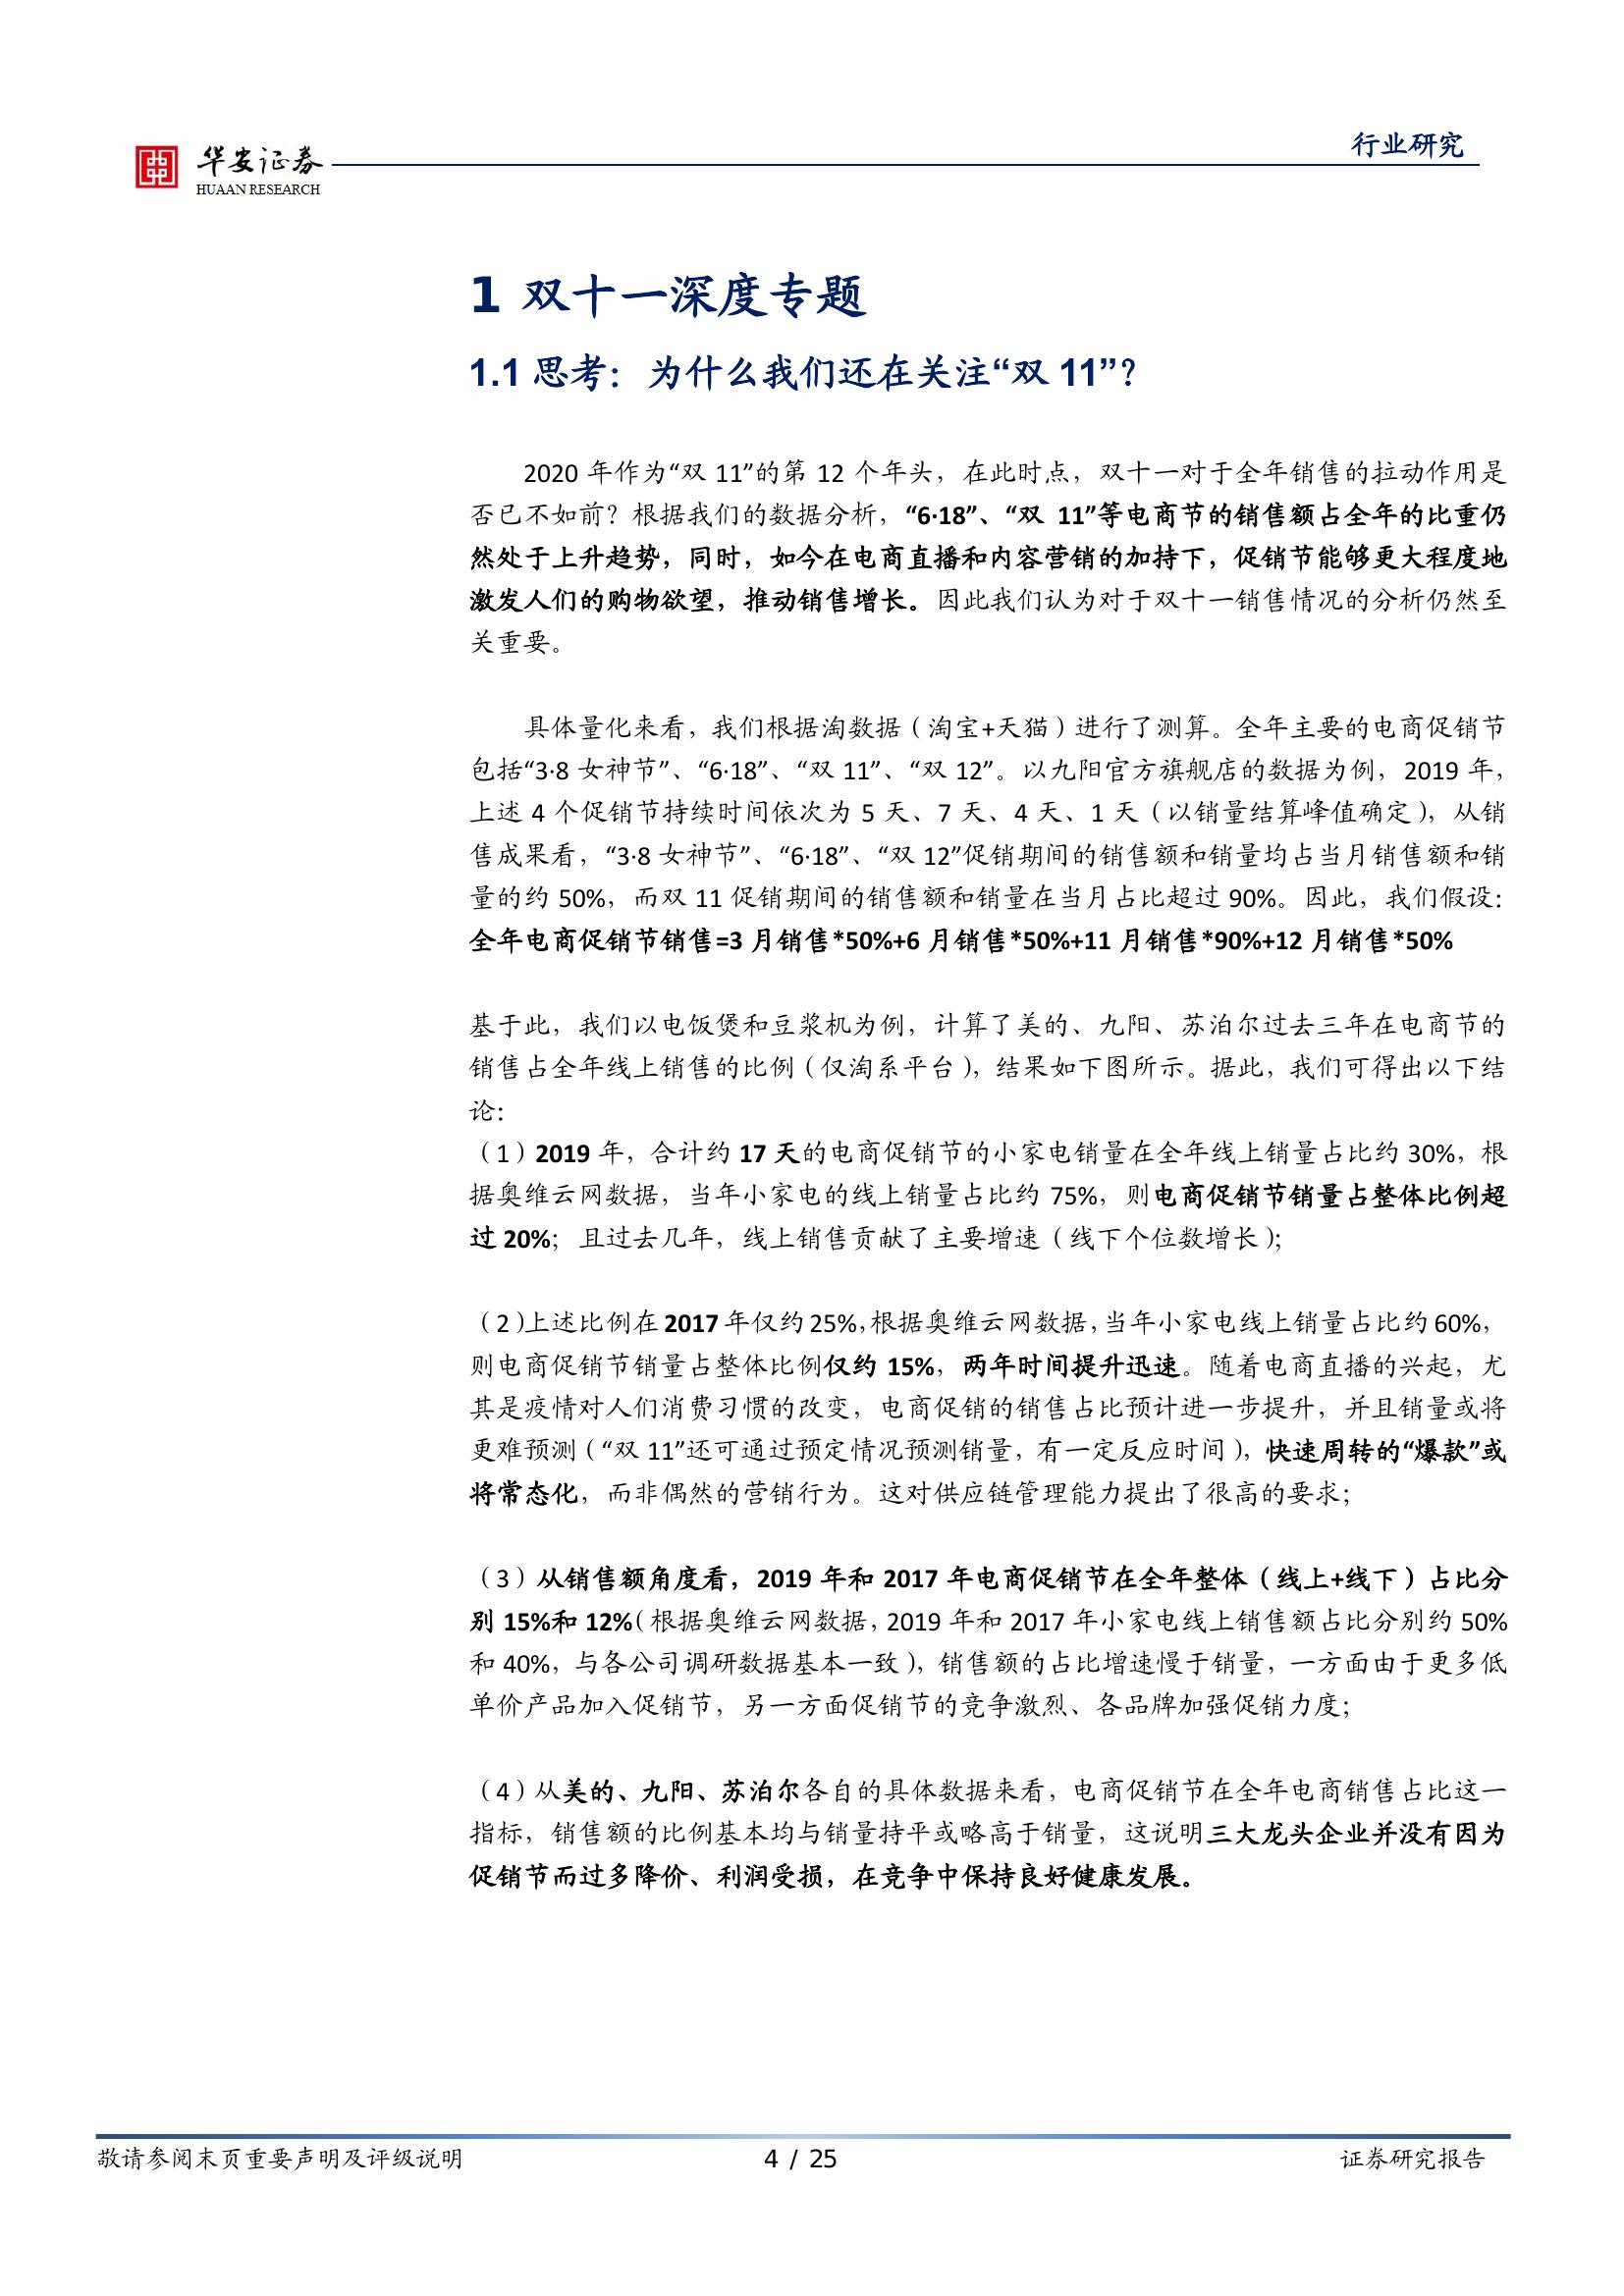 华安证券
HUAAN RESEARCH
行业研究
1 双十一深度专题
1.1 思考：为什么我们还在关注“双 11”？
2020 年作为“双 11”的第 12 个年头，在此时点，双十一对于全年销售的拉动作用是
否已不如前？根据我们的数据分析，“6·18”、“双 11”等电商节的销售额占全年的比重仍
然处于上升趋势，同时，如今在电商直播和内容营销的加持下，促销节能够更大程度地
激发人们的购物欲望，推动销售增长。因此我们认为对于双十一销售情况的分析仍然至
关重要。
具体量化来看，我们根据淘数据（淘宝+天猫）进行了测算。全年主要的电商促销节
包括“3·8 女神节”、“6·18”、“双 11”、“双 12”。以九阳官方旗舰店的数据为例，2019 年，
上述 4 个促销节持续时间依次为 5 天、7 天、4 天、1 天（以销量结算峰值确定），从销
售成果看，“3·8 女神节”、“6·18”、“双 12”促销期间的销售额和销量均占当月销售额和销
量的约 50%，而双 11 促销期间的销售额和销量在当月占比超过 90%。因此，我们假设：
全年电商促销节销售=3 月销售*50%+6 月销售*50%+11 月销售*90%+12 月销售*50%
基于此，我们以电饭煲和豆浆机为例，计算了美的、九阳、苏泊尔过去三年在电商节的
销售占全年线上销售的比例（仅淘系平台），结果如下图所示。据此，我们可得出以下结
论：
（1）2019 年，合计约 17 天的电商促销节的小家电销量在全年线上销量占比约 30%，根
据奥维云网数据，当年小家电的线上销量占比约 75%，则电商促销节销量占整体比例超
过 20%；且过去几年，线上销售贡献了主要增速（线下个位数增长）；
（2）上述比例在 2017 年仅约 25%，根据奥维云网数据，当年小家电线上销量占比约 60%，
则电商促销节销量占整体比例仅约 15%，两年时间提升迅速。随着电商直播的兴起，尤
其是疫情对人们消费习惯的改变，电商促销的销售占比预计进一步提升，并且销量或将
更难预测（“双 11”还可通过预定情况预测销量，有一定反应时间），快速周转的“爆款”或
将常态化，而非偶然的营销行为。这对供应链管理能力提出了很高的要求；
（3）从销售额角度看，2019 年和 2017 年电商促销节在全年整体（线上+线下）占比分
别 15%和 12%（根据奥维云网数据，2019 年和 2017 年小家电线上销售额占比分别约 50%
和 40%，与各公司调研数据基本一致），销售额的占比增速慢于销量，一方面由于更多低
单价产品加入促销节，另一方面促销节的竞争激烈、各品牌加强促销力度；
（4）从美的、九阳、苏泊尔各自的具体数据来看，电商促销节在全年电商销售占比这一
指标，销售额的比例基本均与销量持平或略高于销量，这说明三大龙头企业并没有因为
促销节而过多降价、利润受损，在竞争中保持良好健康发展。
敬请参阅末页重要声明及评级说明
4 / 25
证券研究报告